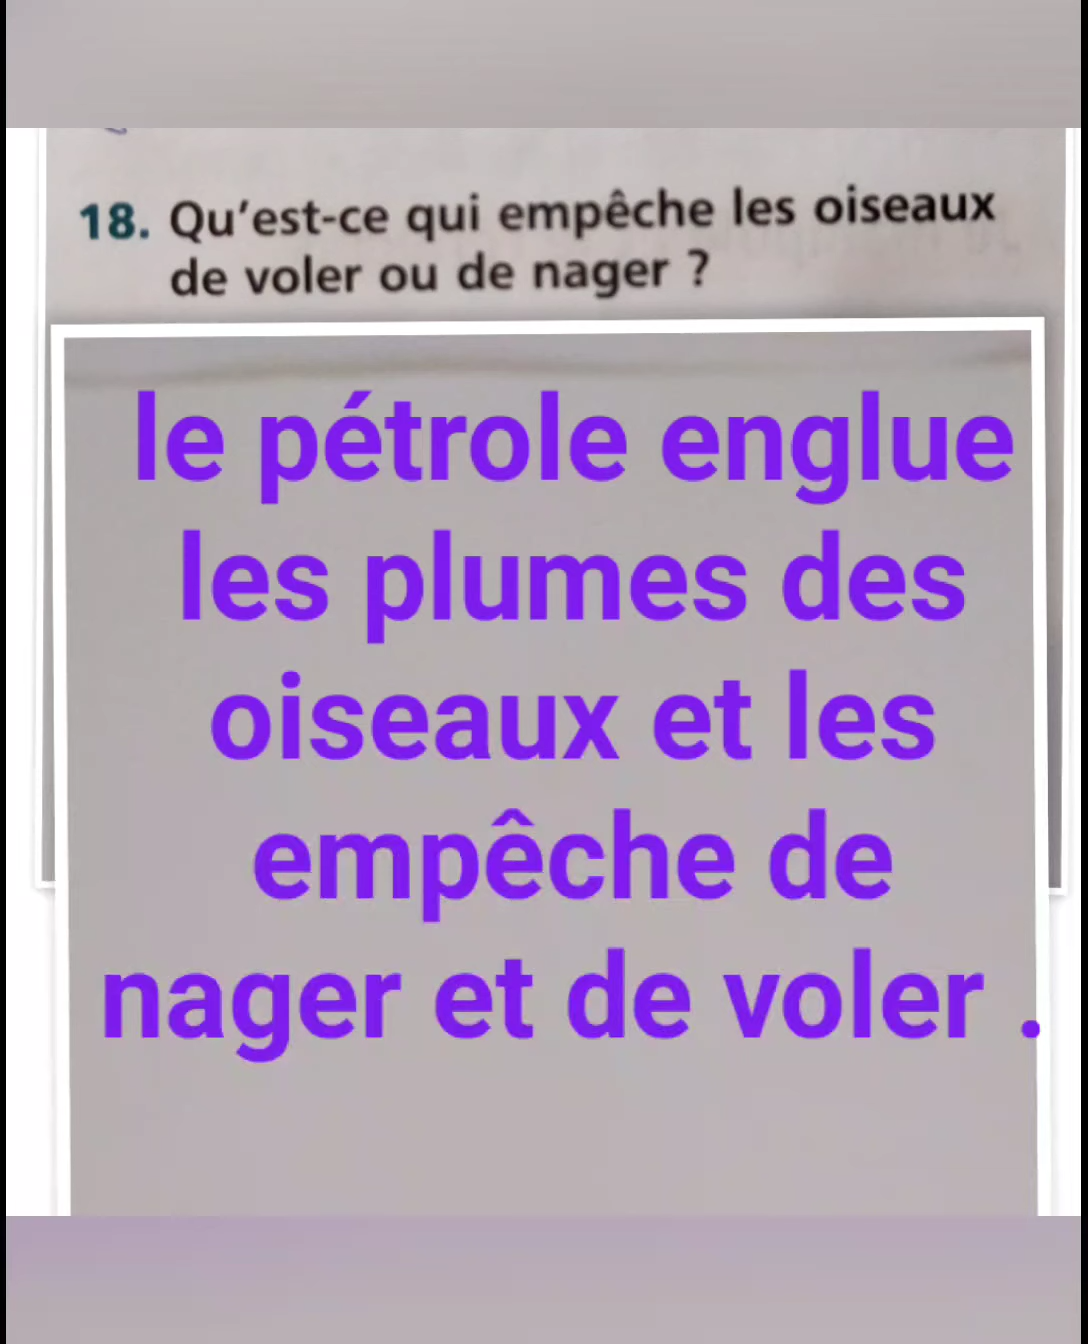 18. Qu'est-ce qui empêche les oiseaux
de voler ou de nager ?
le pétrole englue
les plumes des
oiseaux et les
empêche de
nager et de voler .